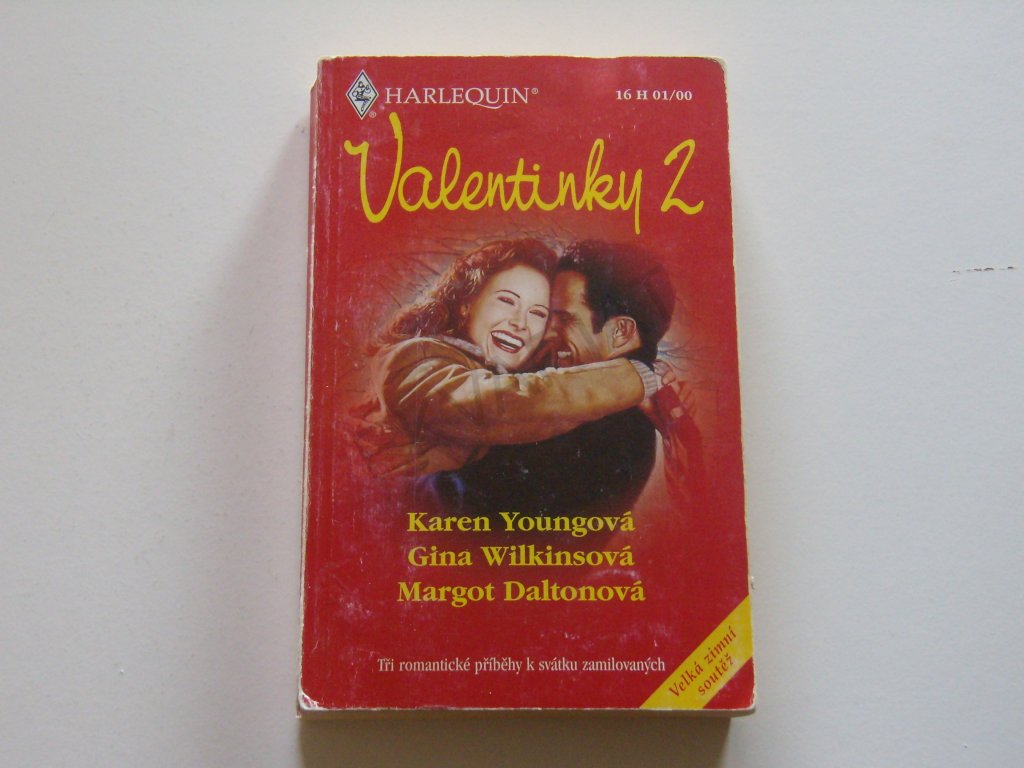 HARLEQUIN®
16 H 01/00
Valentinky 2
Karen Youngová
Gina Wilkinsová
Margot Daltonová
Tři romantické příběhy k svátku zamilovaných
Velká zimní
soutěž